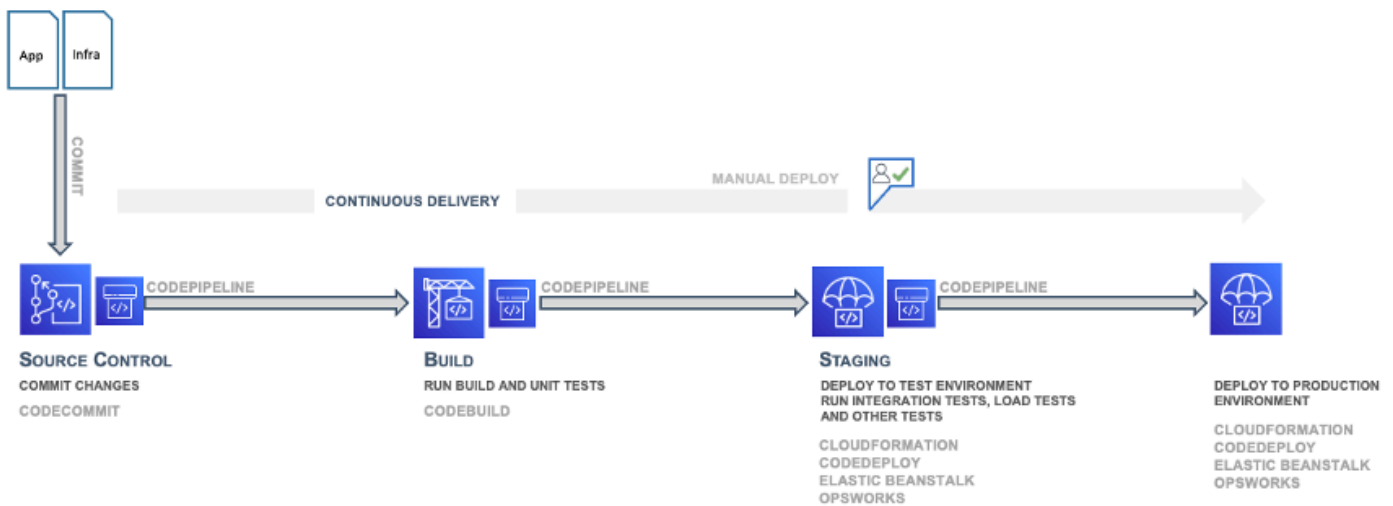 App
Infra
COMMIT
MANUAL DEPLOY
CONTINUOUS DELIVERY
CODEPIPELINE
CODEPIPELINE
CODEPIPELINE
</>
</>
</>
</>
</>
</>
</>
SOURCE CONTROL
COMMIT CHANGES
CODECOMMIT
BUILD
RUN BUILD AND UNIT TESTS
CODEBUILD
STAGING
DEPLOY TO TEST ENVIRONMENT
RUN INTEGRATION TESTS, LOAD TESTS
AND OTHER TESTS
CLOUDFORMATION
CODEDEPLOY
ELASTIC BEANSTALK
OPSWORKS
DEPLOY TO PRODUCTION
ENVIRONMENT
CLOUDFORMATION
CODEDEPLOY
ELASTIC BEANSTALK
OPSWORKS